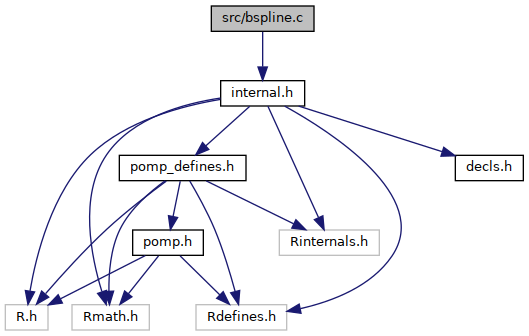 src/bspline.c
internal.h
pomp_defines.h
decls.h
pomp.h
Rinternals.h
R.h
Rmath.h
Rdefines.h